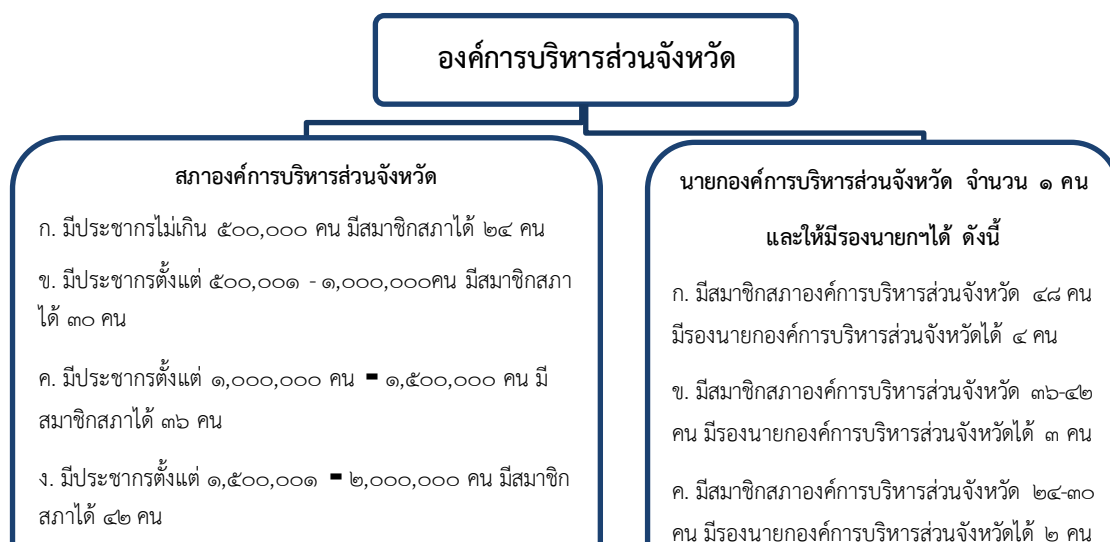 องค์การบริหารส่วนจังหวัด
สภาองค์การบริหารส่วนจังหวัด
ก. มีประชากรไม่เกิน ๕๐๐,๐๐๐ คน มีสมาชิกสภาได้ ๒๔ คน
ข. มีประชากรตั้งแต่ ๕๐๐,๐๐๑ - ๑,๐๐๐,๐๐๐คน มีสมาชิกสภา
ได้ ๓๐ คน
ค. มีประชากรตั้งแต่ ๑,๐๐๐,๐๐๐ คน - ๑,๕๐๐,๐๐๐ คน มี
สมาชิกสภาได้ ๓๖ คน
ง. มีประชากรตั้งแต่ ๑,๕๐๐,๐๐๑ - ๒,๐๐๐,๐๐๐ คน มีสมาชิก
สภาได้ ๔๒ คน
นายกองค์การบริหารส่วนจังหวัด จำนวน ๑ คน
และให้มีรองนายกฯได้ ดังนี้
ก. มีสมาชิกสภาองค์การบริหารส่วนจังหวัด ๔๘ คน
มีรองนายกองค์การบริหารส่วนจังหวัดได้ ๔ คน
ข. มีสมาชิกสภาองค์การบริหารส่วนจังหวัด ๓๖-๔๒
คน มีรองนายกองค์การบริหารส่วนจังหวัดได้ ๓ คน
ค. มีสมาชิกสภาองค์การบริหารส่วนจังหวัด ๒๔-๓๐
คน มีรองนายกองค์การบริหารส่วนจังหวัดได้ ๒ คน